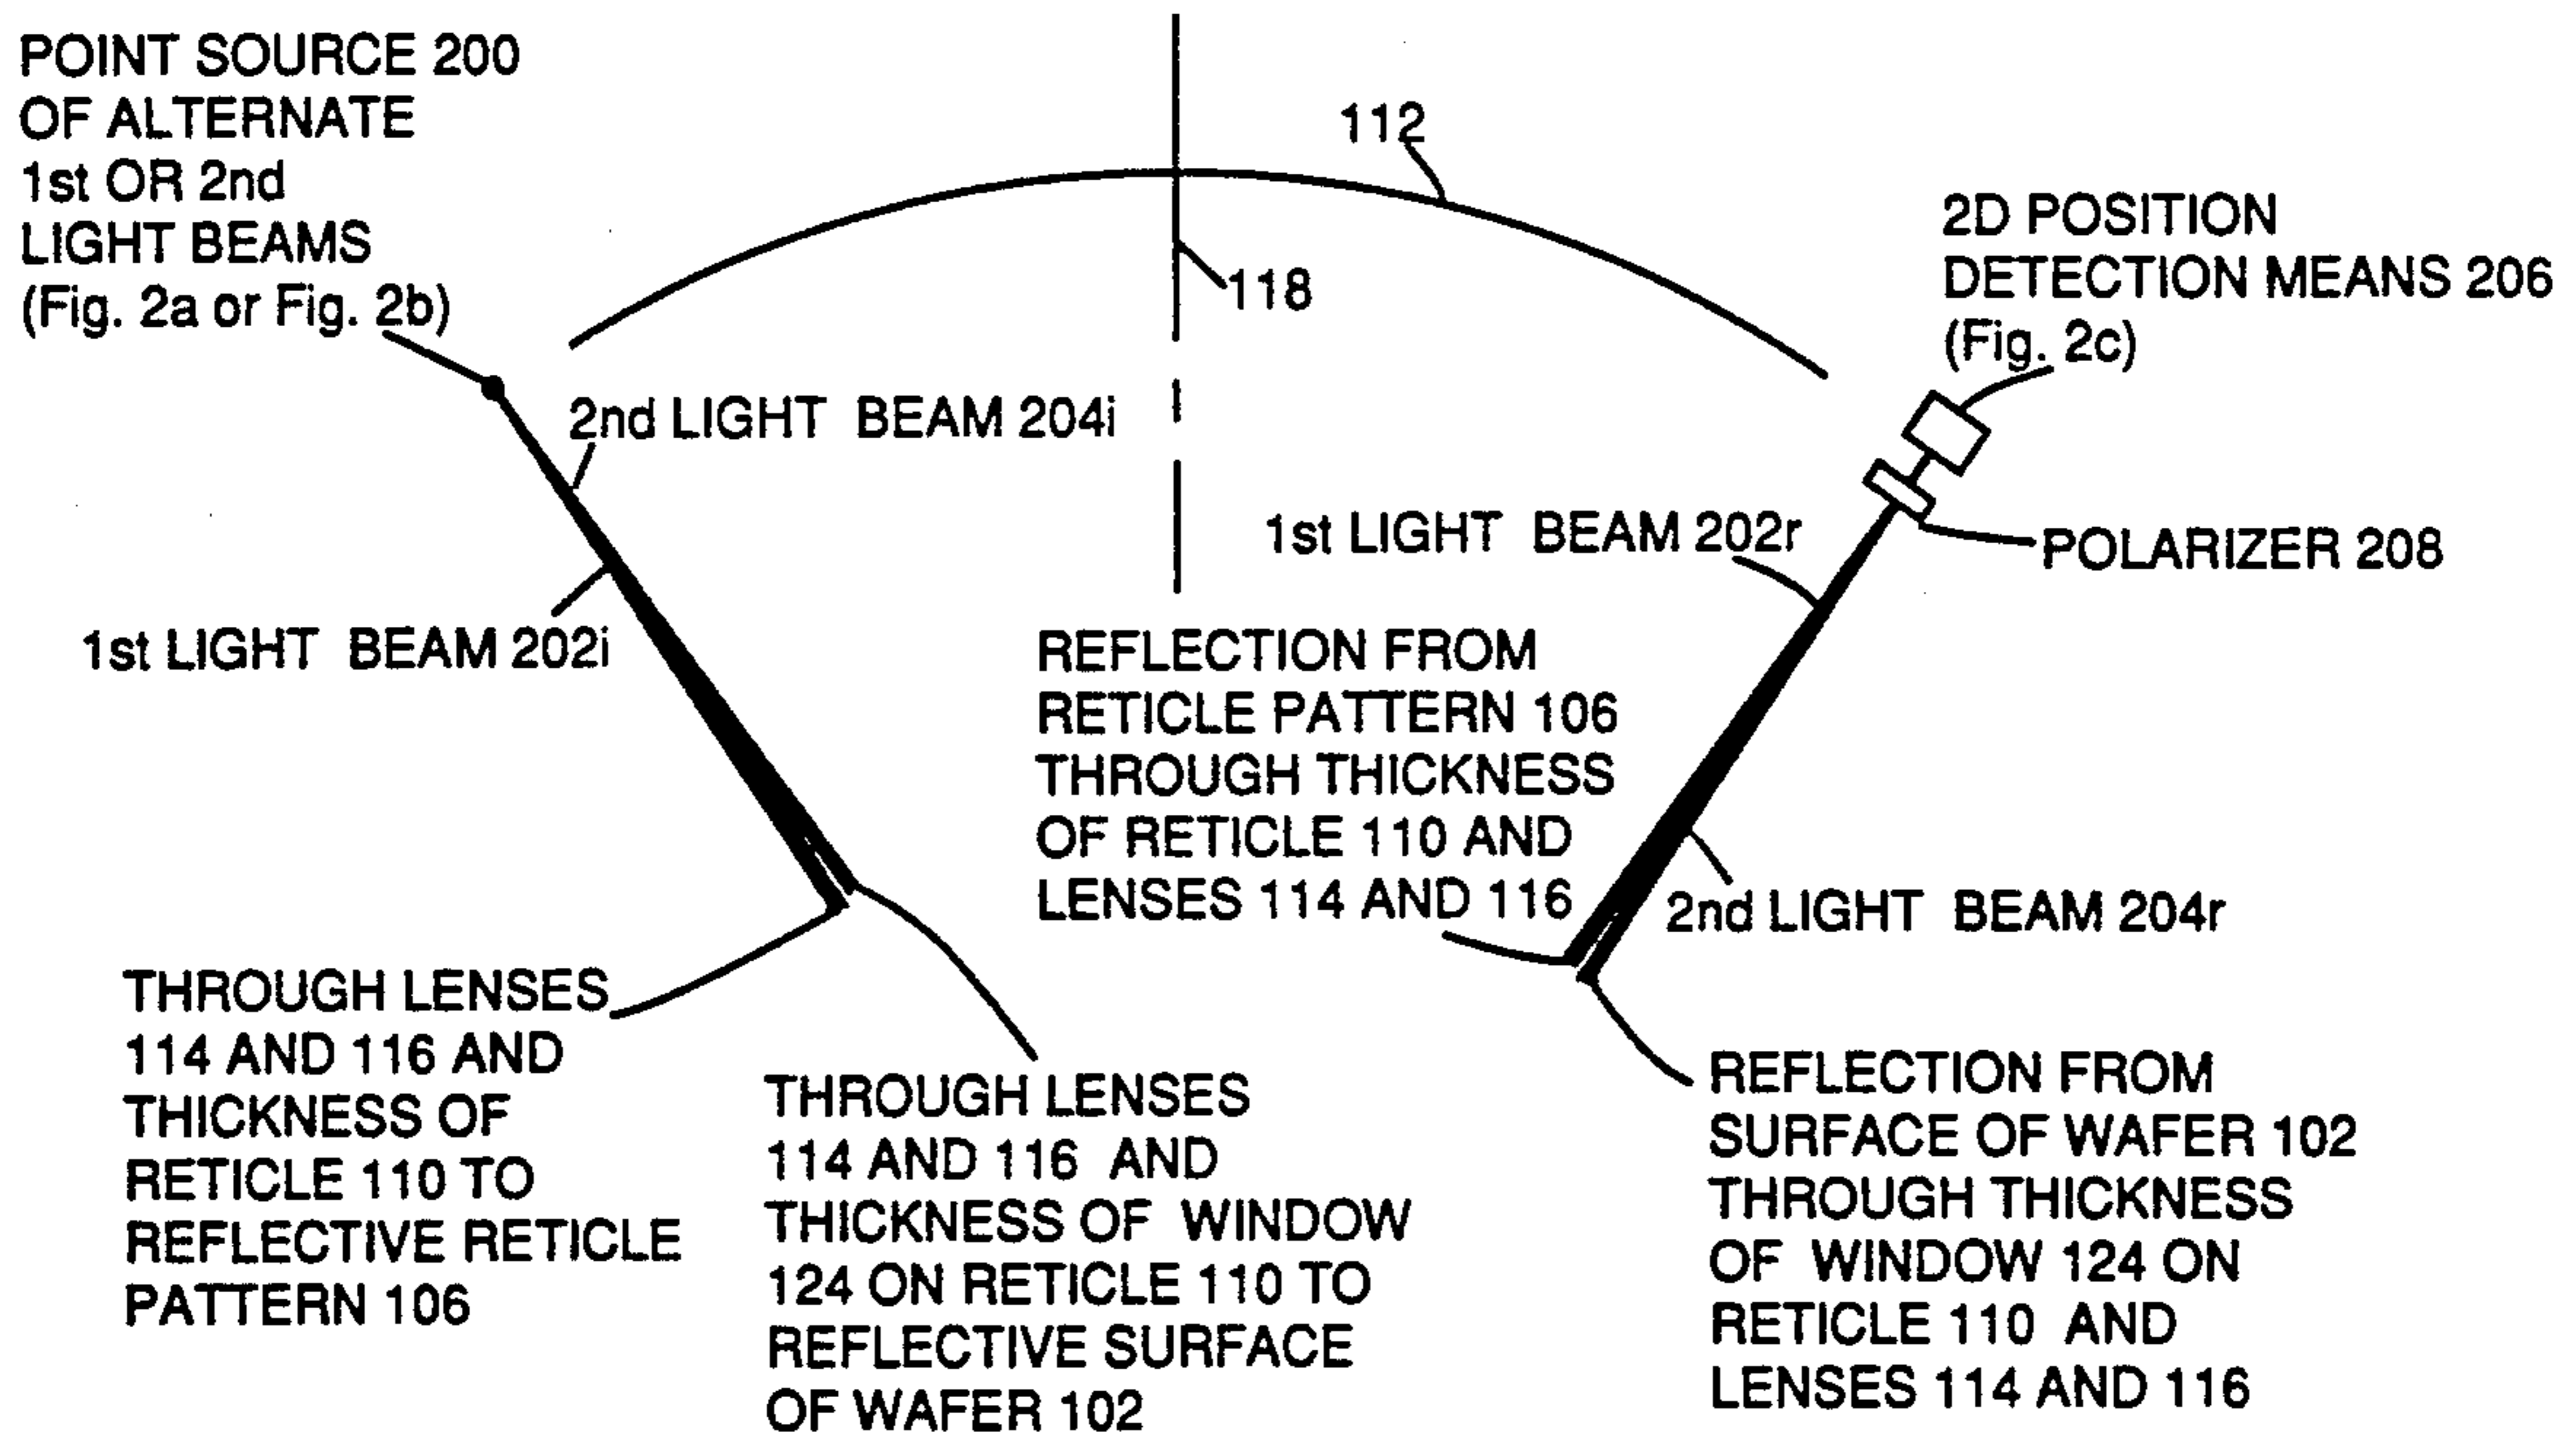 POINT SOURCE 200
OF ALTERNATE
1st OR 2nd
LIGHT BEAMS
(Fig. 2a or Fig. 2b)
112
118
2D POSITION
DETECTION MEANS 206
(Fig. 2c)
2nd LIGHT BEAM 204i
1st LIGHT BEAM 202r
POLARIZER 208
1st LIGHT BEAM 202i
REFLECTION FROM
RETICLE PATTERN 106
THROUGH THICKNESS
OF RETICLE 110 AND
LENSES 114 AND 116
2nd LIGHT BEAM 204r
THROUGH LENSES
114 AND 116 AND
THICKNESS OF
RETICLE 110 TO
REFLECTIVE RETICLE
PATTERN 106
THROUGH LENSES
114 AND 116 AND
THICKNESS OF WINDOW
124 ON RETICLE 110 TO
REFLECTIVE SURFACE
OF WAFER 102
REFLECTION FROM
SURFACE OF WAFER 102
THROUGH THICKNESS
OF WINDOW 124 ON
RETICLE 110 AND
LENSES 114 AND 116